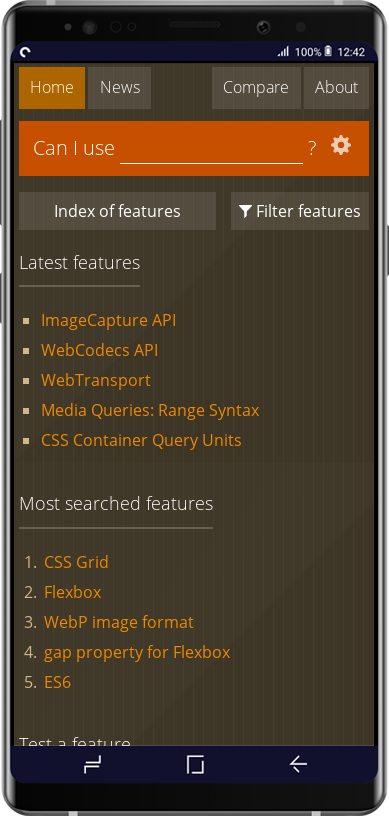 100% 12:42
Home News Compare About
Can I use ?
Index of features Filter features
Latest features
ImageCapture API
WebCodecs API
WebTransport
Media Queries: Range Syntax
CSS Container Query Units
Most searched features
1. CSS Grid
2. Flexbox
3. WebP image format
4. gap property for Flexbox
5. ES6
Test a feature